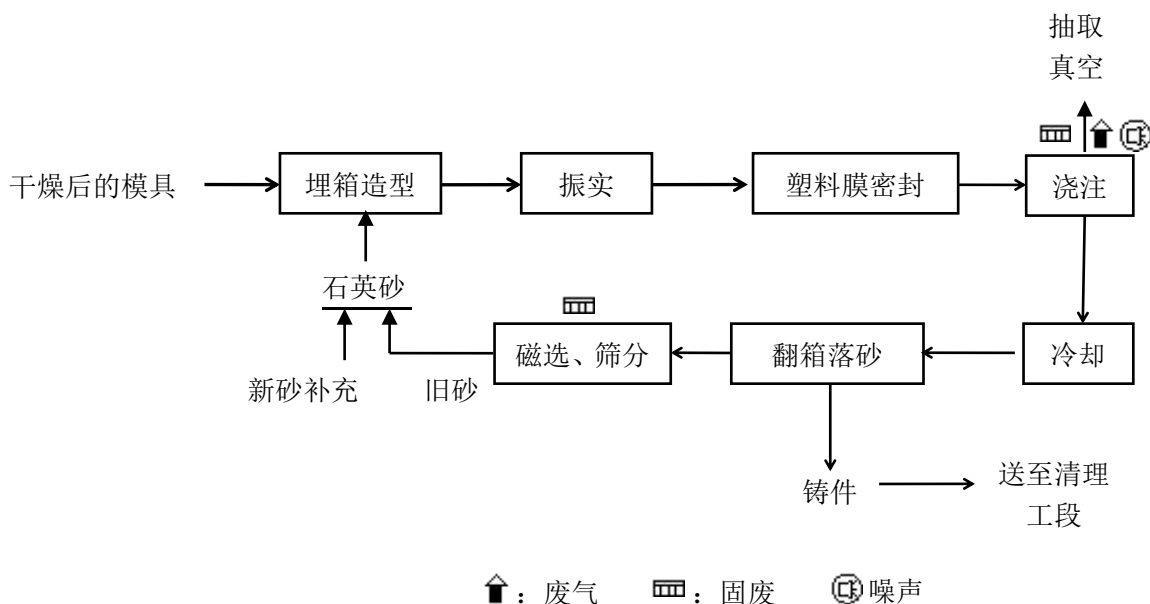 抽取
真空
干燥后的模具
埋箱造型
振实
塑料膜密封
浇注
石英砂
磁选、筛分
翻箱落砂
冷却
新砂补充
旧砂
铸件
送至清理
工段
：废气
：固废
噪声